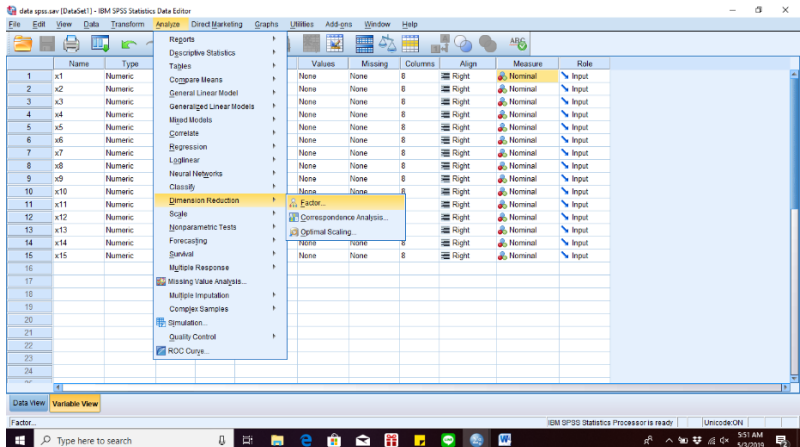 data spss.sav [DataSet1] - IBM SPSS Statistics Data Editor
File Edit View Data Transform Analyze Direct Marketing Graphs Utilities Add-ons Window Help
Name Type Values Missing Columns Align Measure Role
1 x1 Numeric None None 8 Right Nominal Input
2 x2 Numeric None None 8 Right Nominal Input
3 x3 Numeric None None 8 Right Nominal Input
4 x4 Numeric None None 8 Right Nominal Input
5 x5 Numeric None None 8 Right Nominal Input
6 x6 Numeric None None 8 Right Nominal Input
7 x7 Numeric None None 8 Right Nominal Input
8 x8 Numeric None None 8 Right Nominal Input
9 x9 Numeric None None 8 Right Nominal Input
10 x10 Numeric None None 8 Right Nominal Input
11 x11 Numeric Right Nominal Input
12 x12 Numeric Right Nominal Input
13 x13 Numeric Right Nominal Input
14 x14 Numeric None None 8 Right Nominal Input
15 x15 Numeric None None 8 Right Nominal Input
16
17
18
19
20
21
22
23
24
Reports
Descriptive Statistics
Tables
Compare Means
General Linear Model
Generalized Linear Models
Mixed Models
Correlate
Regression
Loglinear
Neural Networks
Classify
Dimension Reduction
Scale
Nonparametric Tests
Forecasting
Survival
Multiple Response
Missing Value Analysis...
Multiple Imputation
Complex Samples
Simulation...
Quality Control
ROC Curve...
Factor...
Correspondence Analysis...
Optimal Scaling...
Data View Variable View
Factor... IBM SPSS Statistics Processor is ready Unicode:ON
Type here to search
5:51 AM
5/3/2019